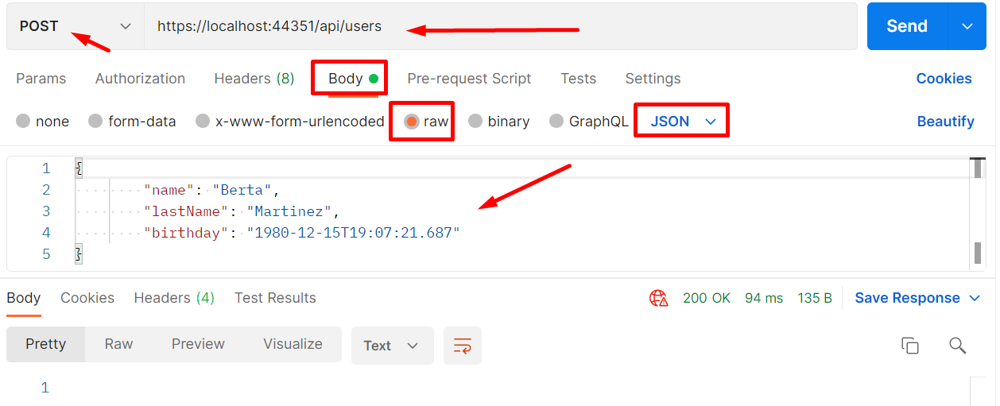 POST https://localhost:44351/api/users Send
Params Authorization Headers (8) Body Pre-request Script Tests Settings Cookies
none form-data x-www-form-urlencoded raw binary GraphQL JSON Beautify
1 {
2 "name": "Berta",
3 "lastName": "Martinez",
4 "birthday": "1980-12-15T19:07:21.687"
5 }
Body Cookies Headers (4) Test Results 200 OK 94 ms 135 B Save Response
Pretty Raw Preview Visualize Text
1